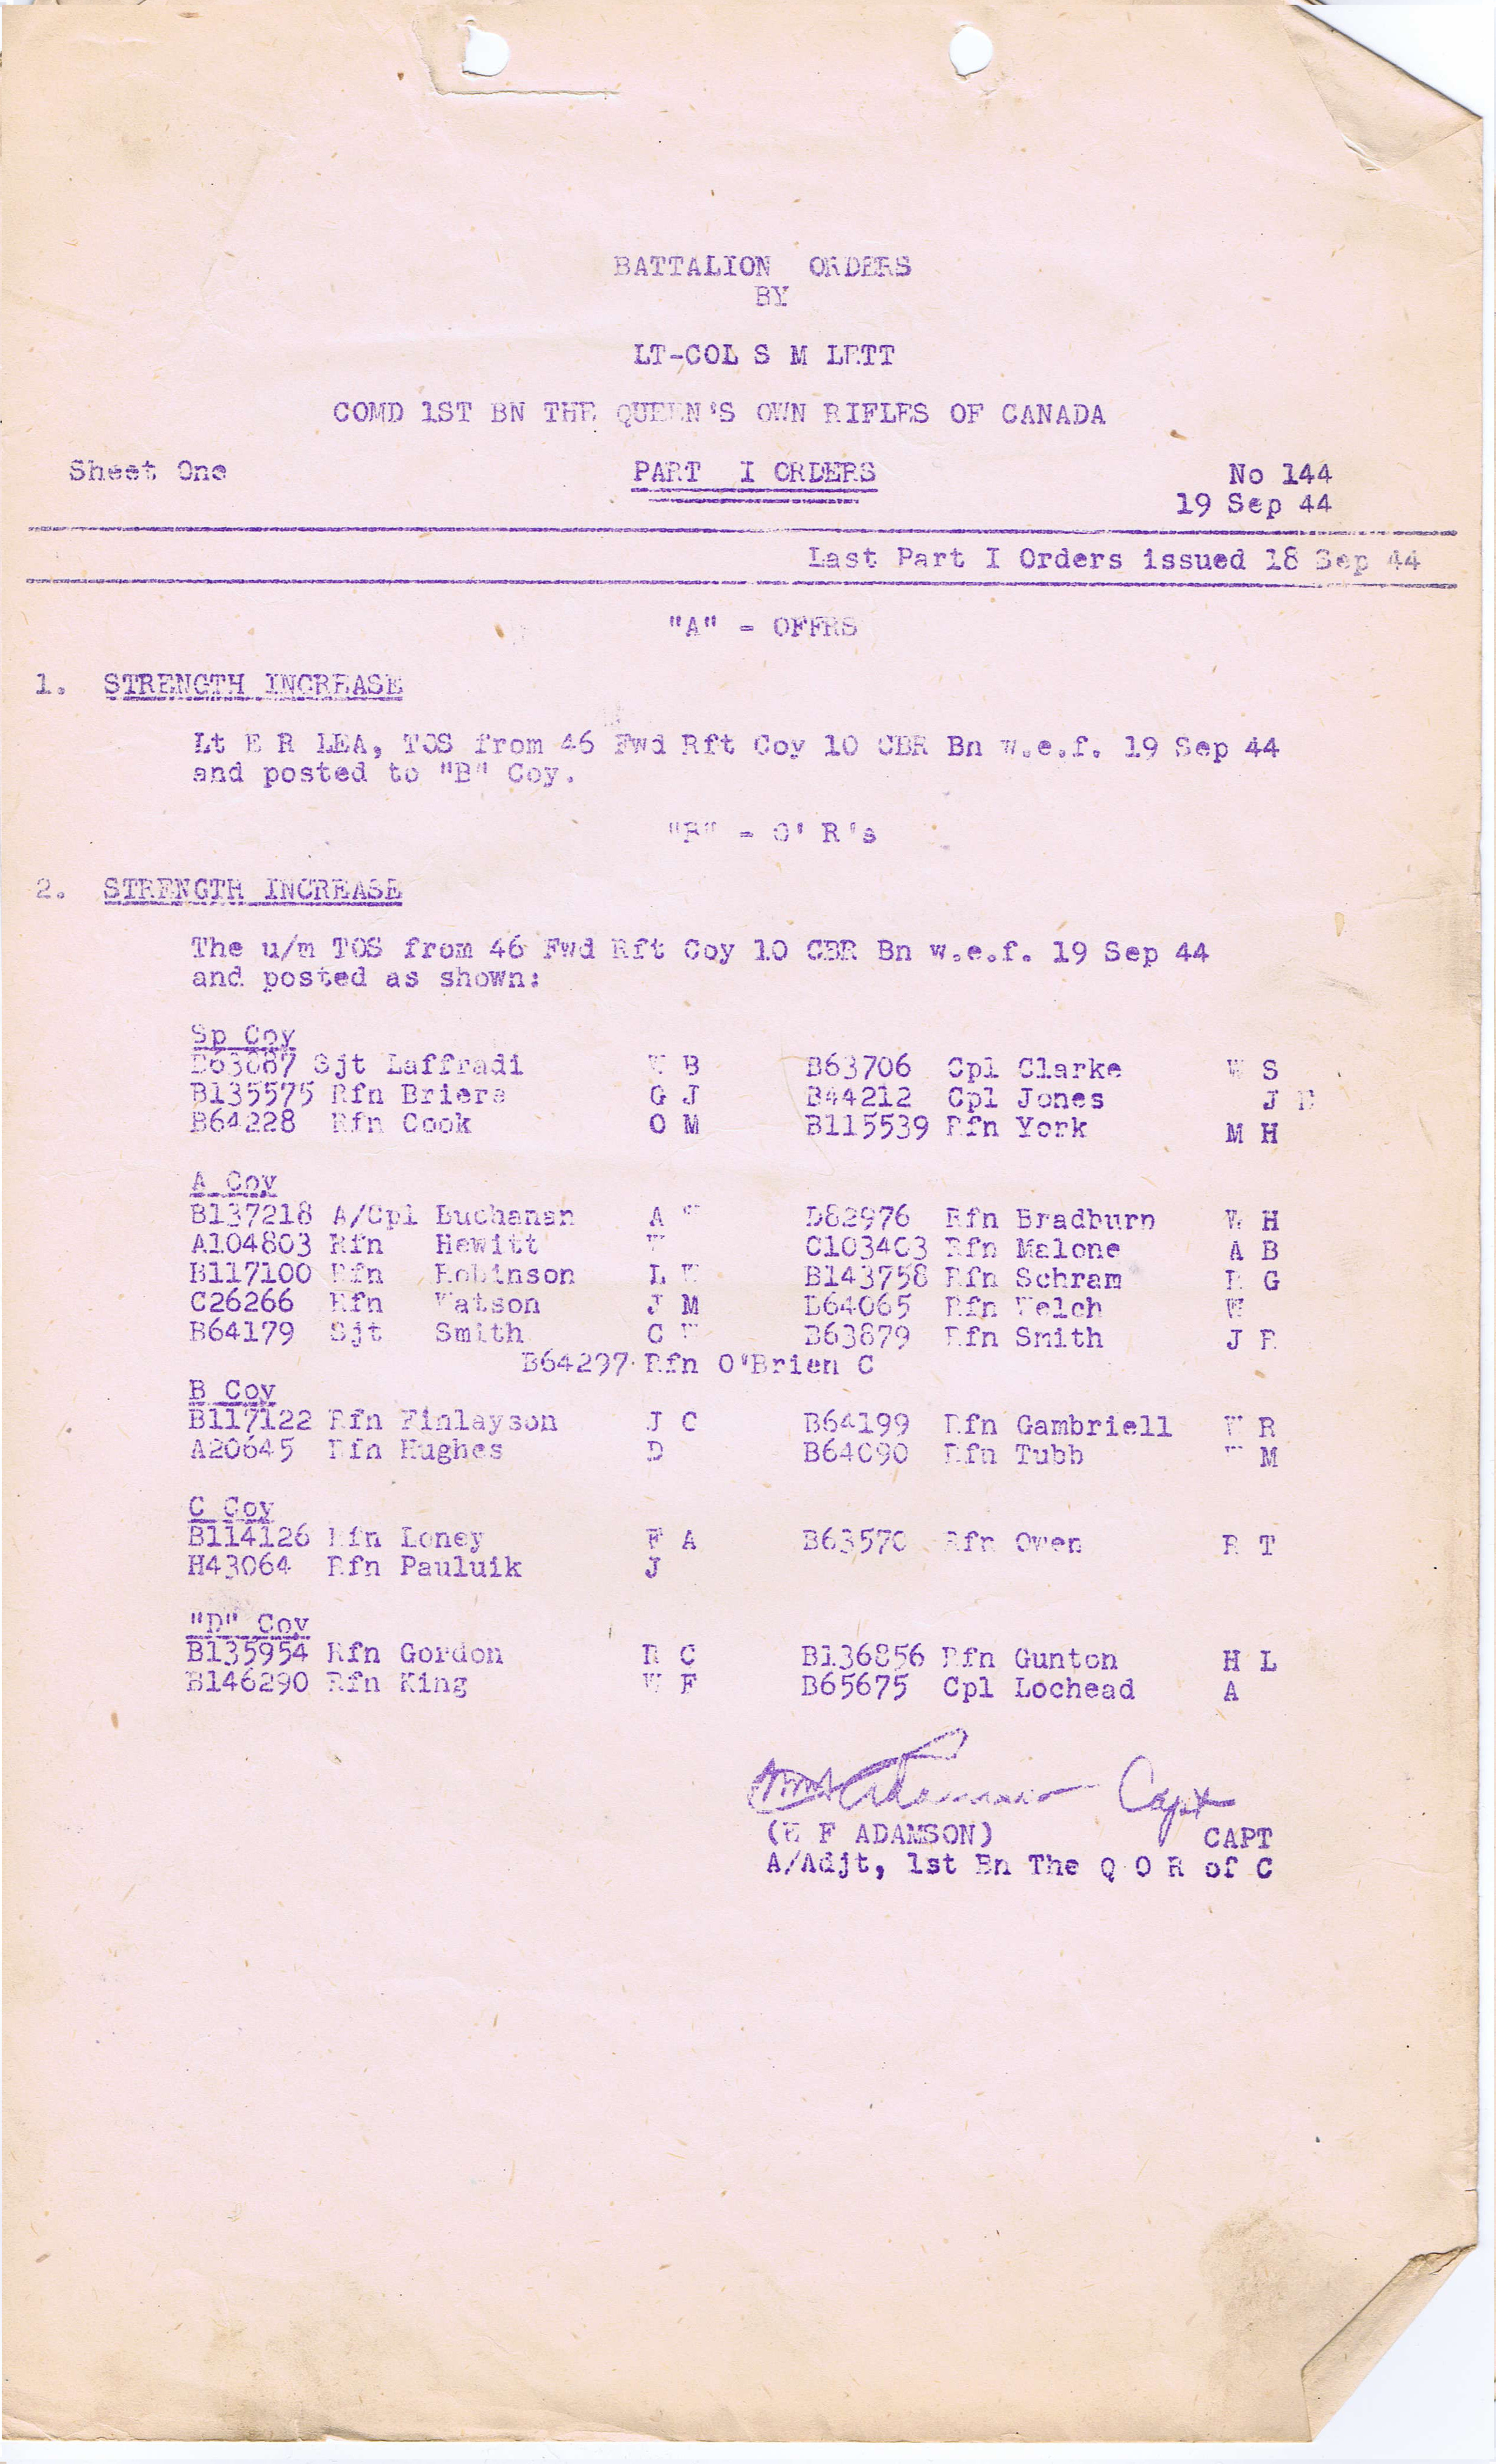 BATTALION ORDERS
BY
LT-COL S M LETT
COMD 1ST BN THE QUEEN'S OWN RIFLES OF CANADA
Sheet One PART I ORDERS No 144
19 Sep 44
Last Part I Orders issued 18 Sep 44
"A" - OFFRS
1. STRENGTH INCREASE
Lt E R LEA, TOS from 46 Fwd Rft Coy 10 CBR Bn w.e.f. 19 Sep 44
and posted to "B" Coy.
"B" - O' R's
2. STRENGTH INCREASE
The u/m TOS from 46 Fwd Rft Coy 10 CBR Bn w.e.f. 19 Sep 44
and posted as shown:
Sp Coy
B63687 Sjt Laffradi W B B63706 Cpl Clarke W S
B135575 Rfn Briers G J B44212 Cpl Jones J
B64228 Rfn Cook O M B115539 Rfn York M H
A Coy
B137218 A/Cpl Buchanan A D82976 Rfn Bradburn W H
A104803 Rfn Hewitt C103403 Rfn Malone A B
B117100 Rfn Robinson L B143758 Rfn Schram R G
C26266 Rfn Watson J M B64065 Rfn Welch W
B64179 Sjt Smith C W B63879 Rfn Smith J
B64297 Rfn O'Brien C
B Coy
B117122 Rfn Finlayson J C B64199 Rfn Gambriell W R
A20645 Rfn Hughes D B64090 Rfn Tubb M
C Coy
B114126 Rfn Loney F A B63570 Rfn Owen R T
H43064 Rfn Pauluik J
"D" Coy
B135954 Rfn Gordon R C B136856 Rfn Gunton H L
B146290 Rfn King W F B65675 Cpl Lochead A
Adamson Capt
(E F ADAMSON) CAPT
A/Adjt, 1st Bn The Q O R of C